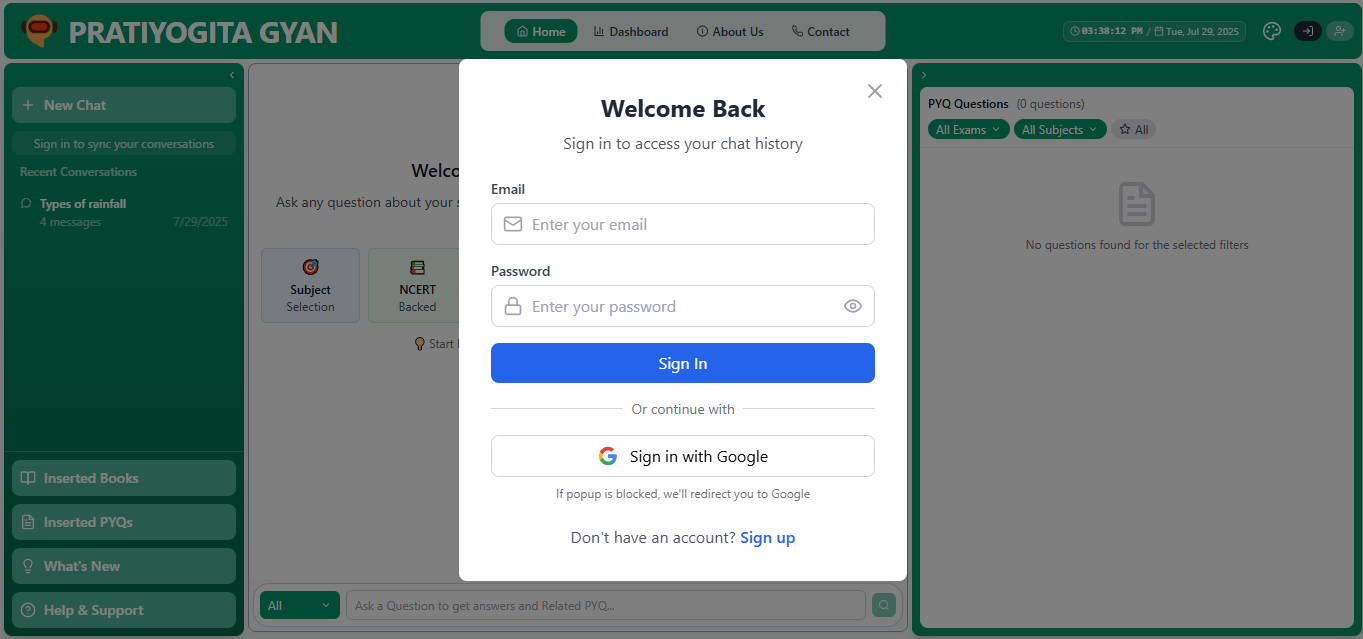 PRATIYOGITA GYAN
Home
Dashboard
About Us
Contact
03:38:12 PM / Tue, Jul 29, 2025
New Chat
Sign in to sync your conversations
Recent Conversations
Types of rainfall
4 messages 7/29/2025
Inserted Books
Inserted PYQs
What's New
Help & Support
Welco
Ask any question about your s
Subject
Selection
NCERT
Backed
Start
All
Ask a Question to get answers and Related PYQ...
Welcome Back
Sign in to access your chat history
Email
Enter your email
Password
Enter your password
Sign In
Or continue with
Sign in with Google
If popup is blocked, we'll redirect you to Google
Don't have an account? Sign up
PYQ Questions (0 questions)
All Exams
All Subjects
All
No questions found for the selected filters